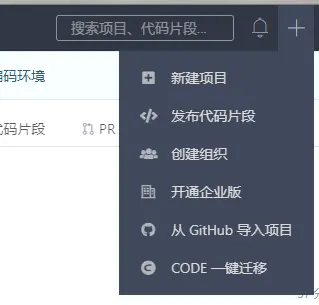 搜索项目、代码片段...
编码环境
新建项目
代码片段
PR
发布代码片段
创建组织
开通企业版
从 GitHub 导入项目
CODE 一键迁移